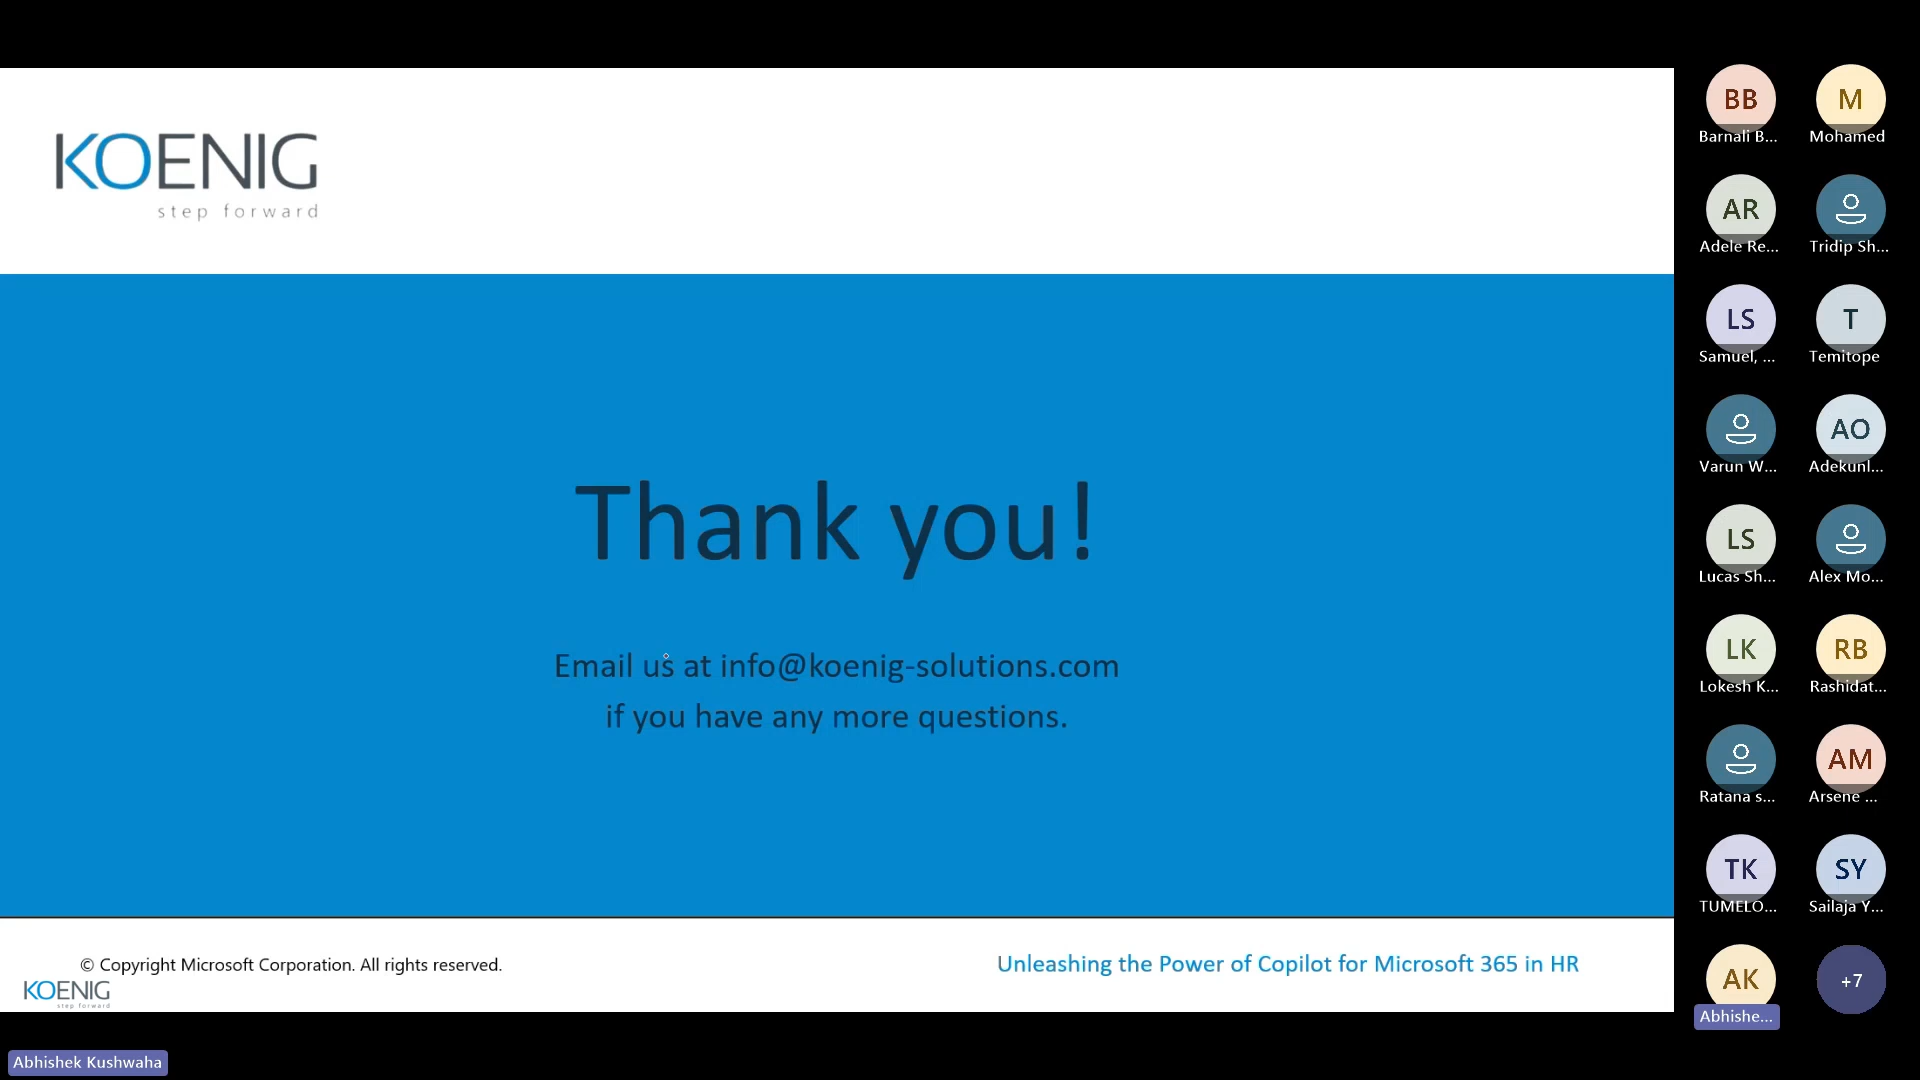 KOENIG
step forward
Thank you!
Email us at info@koenig-solutions.com
if you have any more questions.
© Copyright Microsoft Corporation. All rights reserved.
Unleashing the Power of Copilot for Microsoft 365 in HR
KOENIG
step forward
BB
M
Barnali B...
Mohamed
AR
Adele Re...
Tridip Sh...
LS
T
Samuel, ...
Temitope
AO
Varun W...
Adekunl...
LS
Lucas Sh...
Alex Mo...
LK
RB
Lokesh K...
Rashidat...
AM
Ratana s...
Arsene ...
TK
SY
TUMELO...
Sailaja Y...
AK
+7
Abhishe...
Abhishek Kushwaha